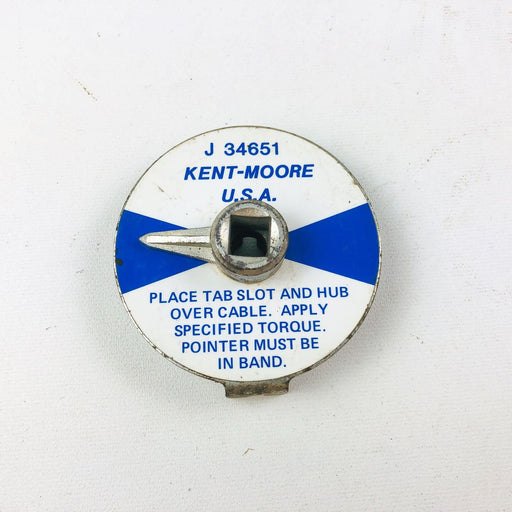 J 34651
KENT-MOORE
U.S.A.
PLACE TAB SLOT AND HUB
OVER CABLE. APPLY
SPECIFIED TORQUE.
POINTER MUST BE
IN BAND.